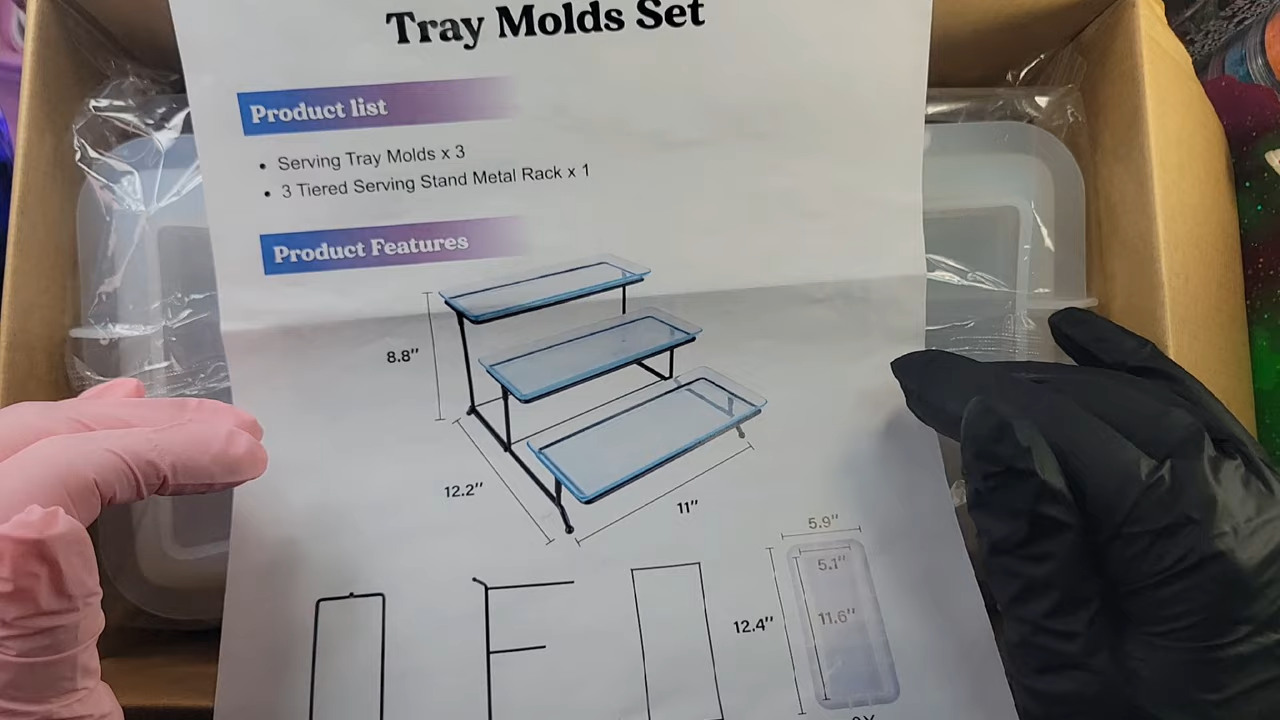 Tray Molds Set
Product list
• Serving Tray Molds x 3
• 3 Tiered Serving Stand Metal Rack x 1
Product Features
8.8"
12.2"
11"
5.9"
5.1"
12.4"
11.6"